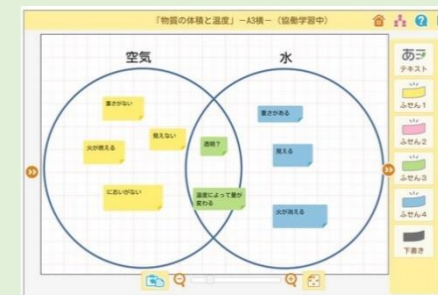 「物質の体積と温度」－A3横－（協働学習中）
空気
水
重さがない
見えない
火が燃える
においがない
透明？
温度によって量が
変わる
重さがある
見える
火が消える
あ
テキスト
ふせん1
ふせん2
ふせん3
ふせん4
下書き